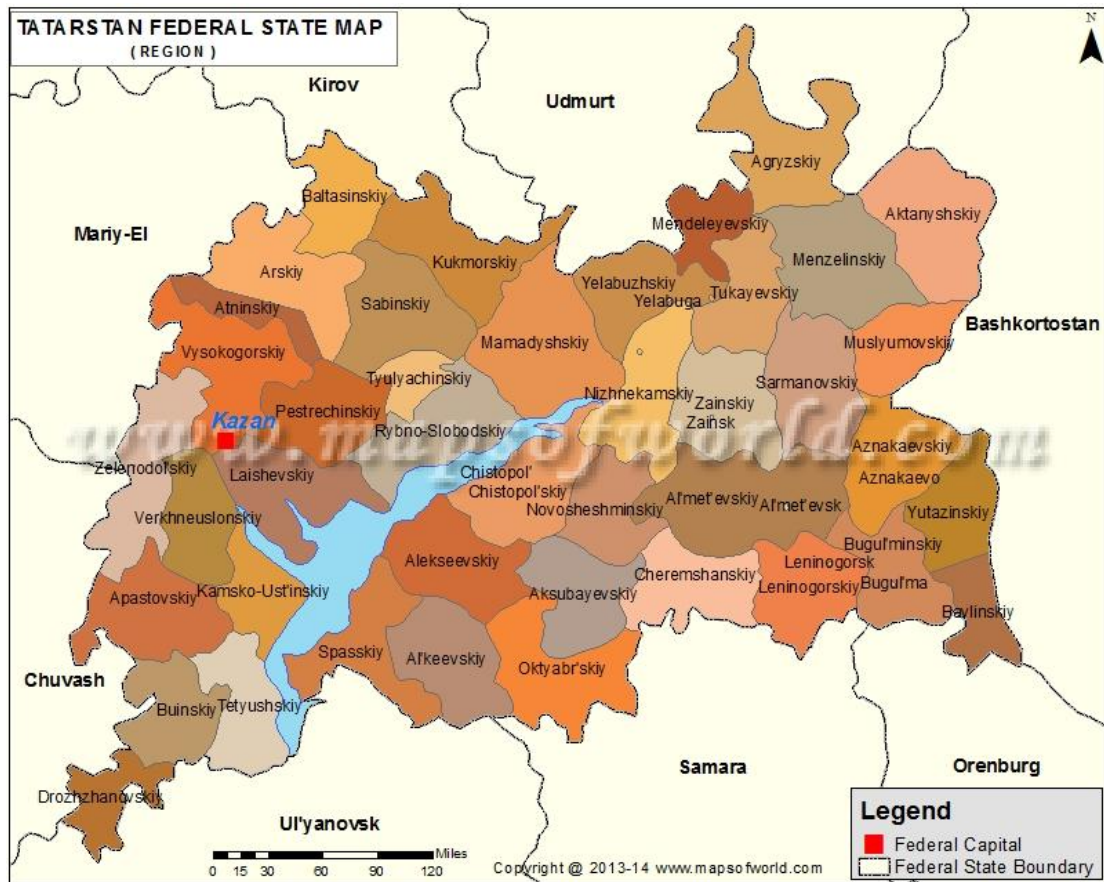 TATARSTAN FEDERAL STATE MAP
( REGION )
N
Kirov
Udmurt
Agryzskiy
Baltasinskiy
Aktanyshskiy
Mendeleyevskiy
Mariy-El
Kukmorskiy
Menzelinskiy
Arskiy
Yelabuzhskiy
Tukayevskiy
Sabinskiy
Yelabuga
Atninskiy
Bashkortostan
Mamadyshskiy
Muslyumovskiy
Vysokogorskiy
Tyulyachinskiy
Sarmanovskiy
Nizhnekamskiy
Pestrechinskiy
Zainskiy
Kazan
Zainsk
Rybno-Slobodskiy
www.mapsofworld.com
Aznakaevskiy
Zelenodol'skiy
Laishevskiy
Chistopol'
Aznakaevo
Chistopol'skiy
Al'met'evskiy
Al'met'evsk
Novosheshminskiy
Yutazinskiy
Verkhneuslonskiy
Bugul'minskiy
Alekseevskiy
Leninogorsk
Cheremshanskiy
Bugul'ma
Leninogorskiy
Kamsko-Ust'inskiy
Aksubayevskiy
Apastovskiy
Bavlinskiy
Spasskiy
Al'keevskiy
Oktyabr'skiy
Chuvash
Tetyushskiy
Buinskiy
Samara
Orenburg
Drozhzhanovskiy
Ul'yanovsk
Legend
Federal Capital
Federal State Boundary
Miles
0 15 30 60 90 120
Copyright @ 2013-14 www.mapsofworld.com